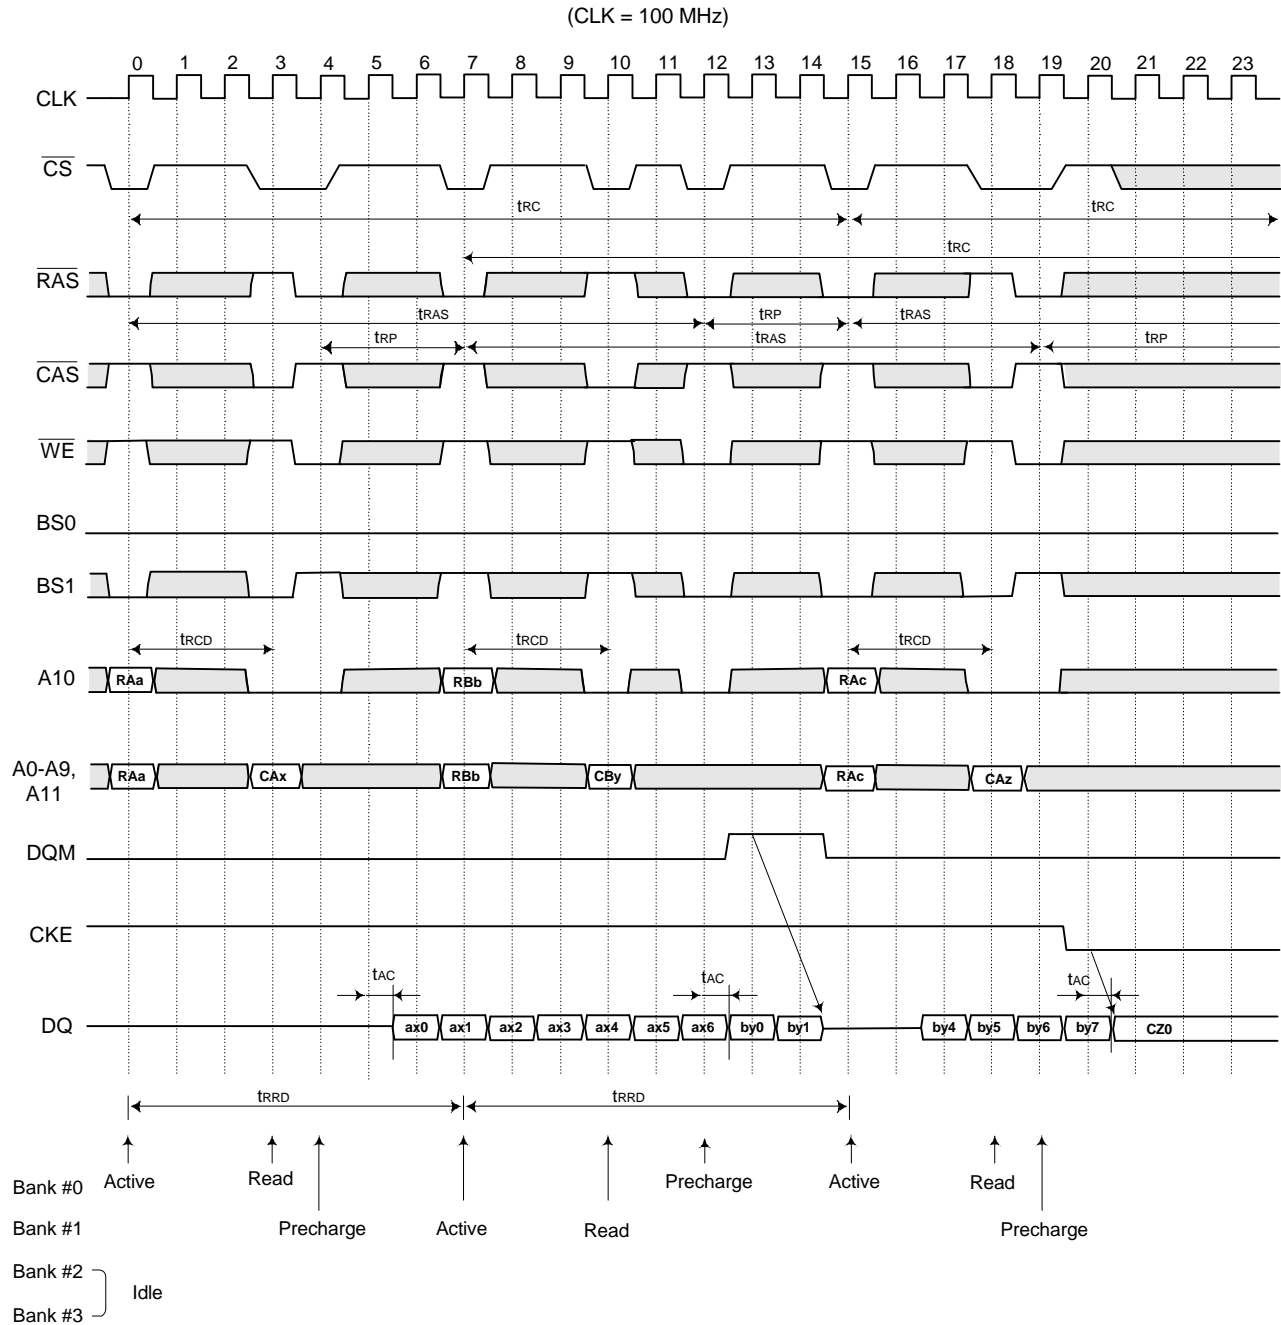 (CLK = 100 MHz)
0 1 2 3 4 5 6 7 8 9 10 11 12 13 14 15 16 17 18 19 20 21 22 23
CLK
CS
tRC tRC
tRC
RAS
tRAS tRP tRAS
tRP tRAS tRP
CAS
WE
BS0
BS1
tRCD tRCD tRCD
A10 RAa RBb RAc
A0-A9, A11 RAa CAx RBb CBy RAc CAz
DQM
CKE
tAC tAC tAC
DQ ax0 ax1 ax2 ax3 ax4 ax5 ax6 by0 by1 by4 by5 by6 by7 CZ0
tRRD tRRD
Bank #0 Active Read Precharge Active Read
Bank #1 Precharge Active Read Precharge
Bank #2
Idle
Bank #3